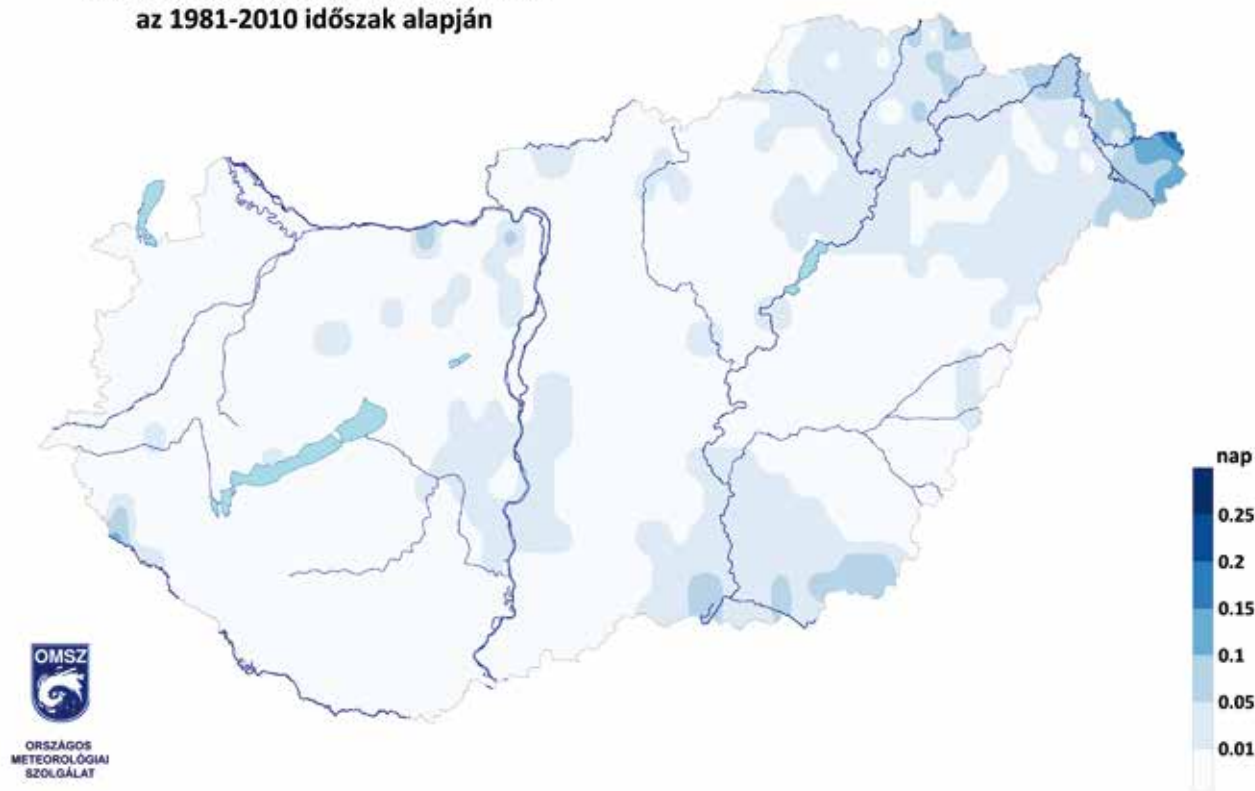 az 1981-2010 időszak alapján
nap
0.25
0.2
0.15
0.1
0.05
0.01
OMSZ
ORSZÁGOS
METEOROLÓGIAI
SZOLGÁLAT